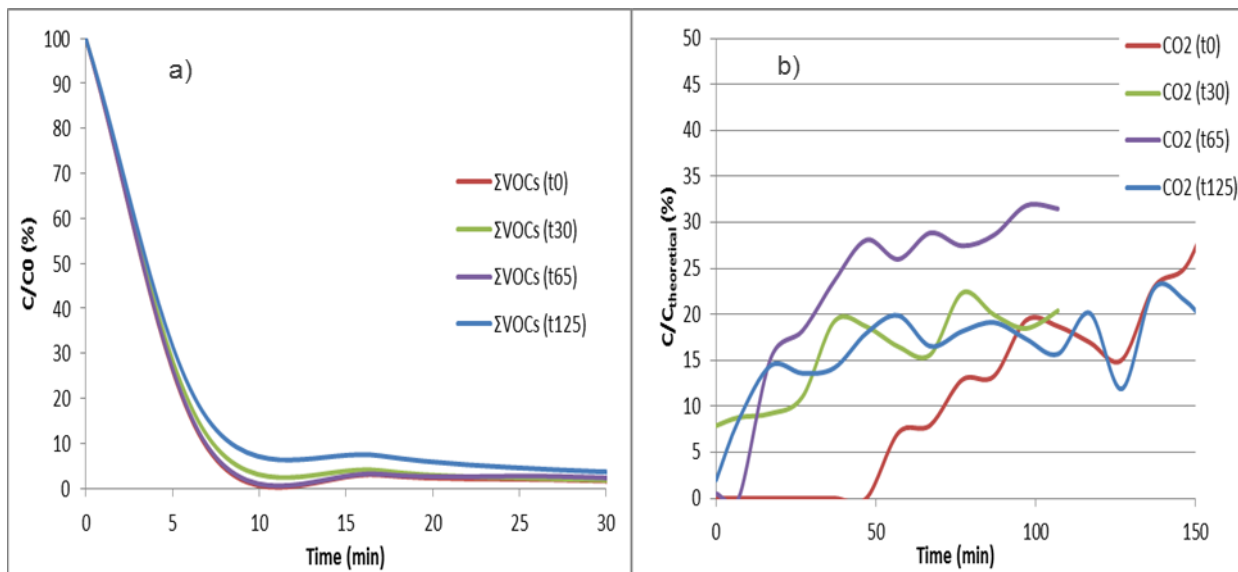 a)
100
90
80
70
60
50
40
30
20
10
0
C/C0 (%)
0 5 10 15 20 25 30
Time (min)
ΣVOCs (t0)
ΣVOCs (t30)
ΣVOCs (t65)
ΣVOCs (t125)
b)
50
45
40
35
30
25
20
15
10
5
0
C/Ctheoretical (%)
0 50 100 150
Time (min)
CO2 (t0)
CO2 (t30)
CO2 (t65)
CO2 (t125)